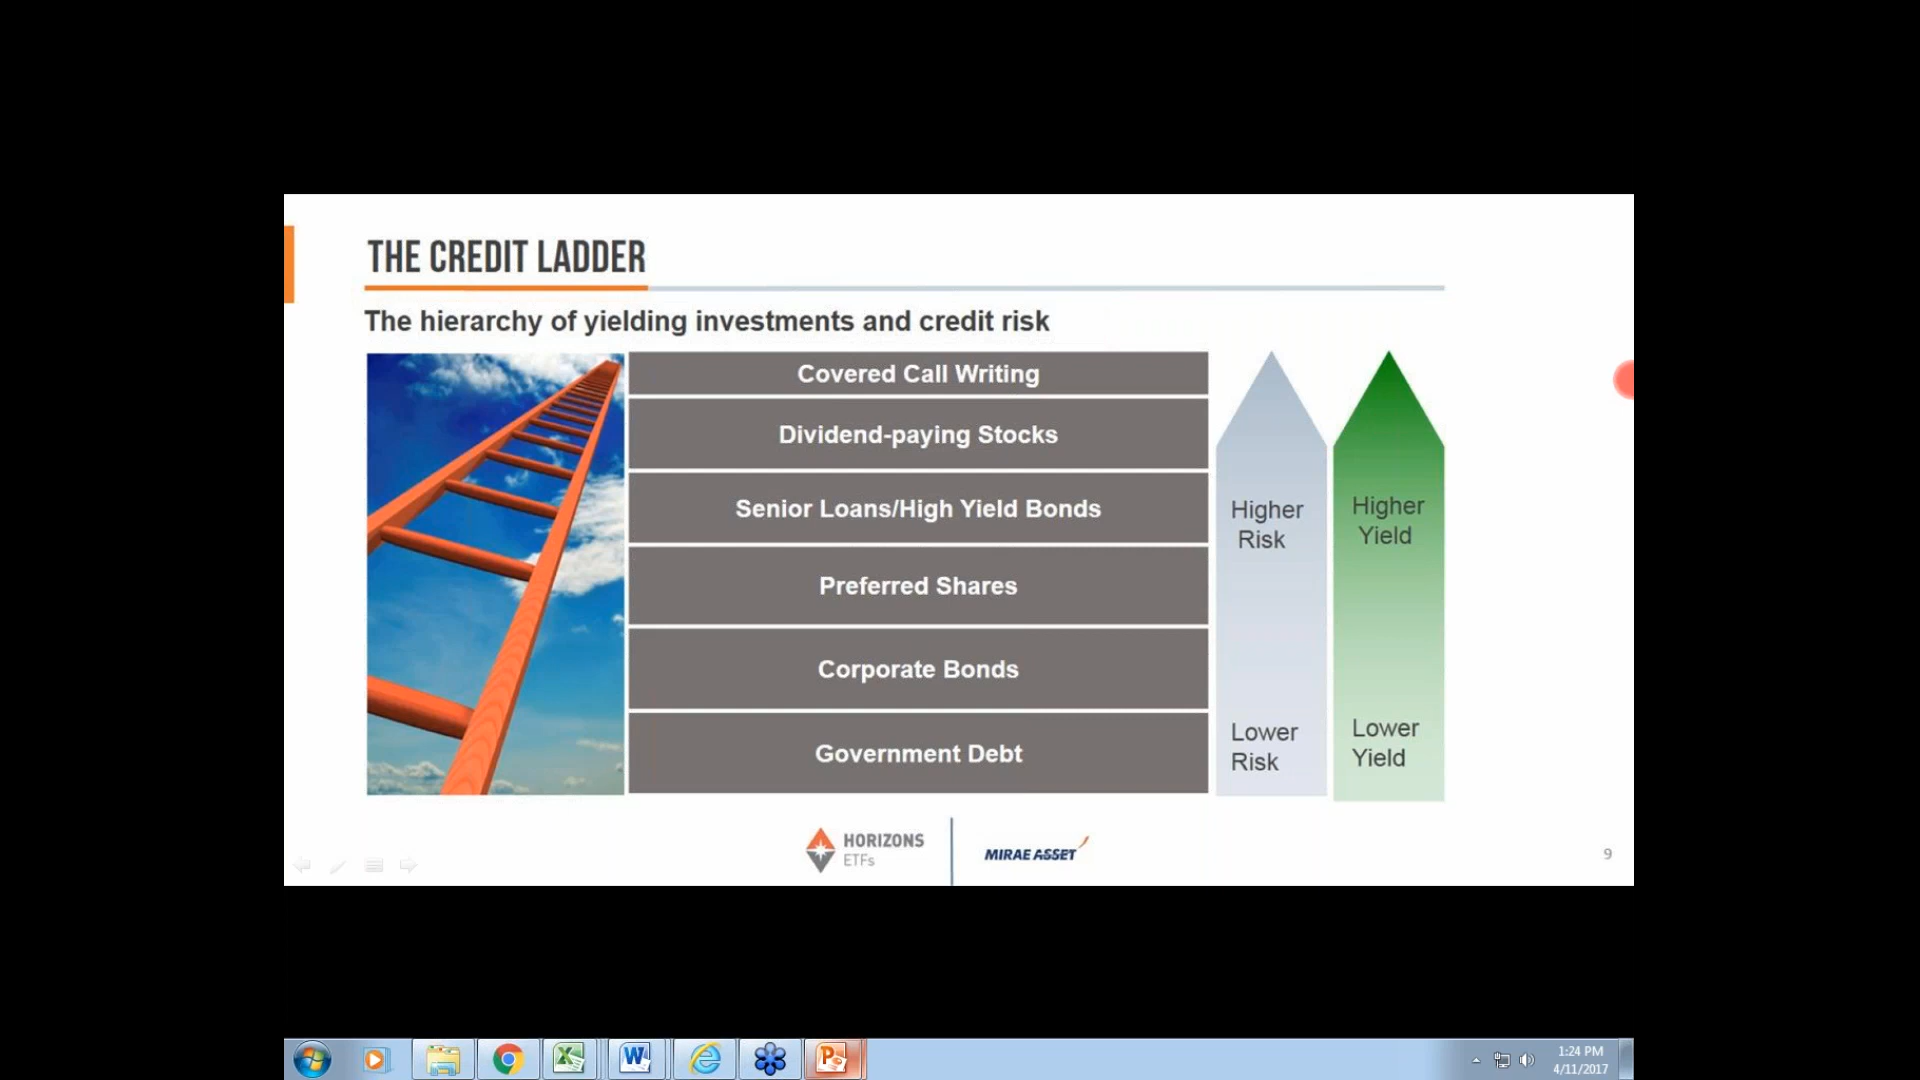 THE CREDIT LADDER
The hierarchy of yielding investments and credit risk
Covered Call Writing
Dividend-paying Stocks
Senior Loans/High Yield Bonds
Preferred Shares
Corporate Bonds
Government Debt
Higher
Risk
Lower
Risk
Higher
Yield
Lower
Yield
HORIZONS
ETFs
MIRAE ASSET
9
1:24 PM
4/11/2017